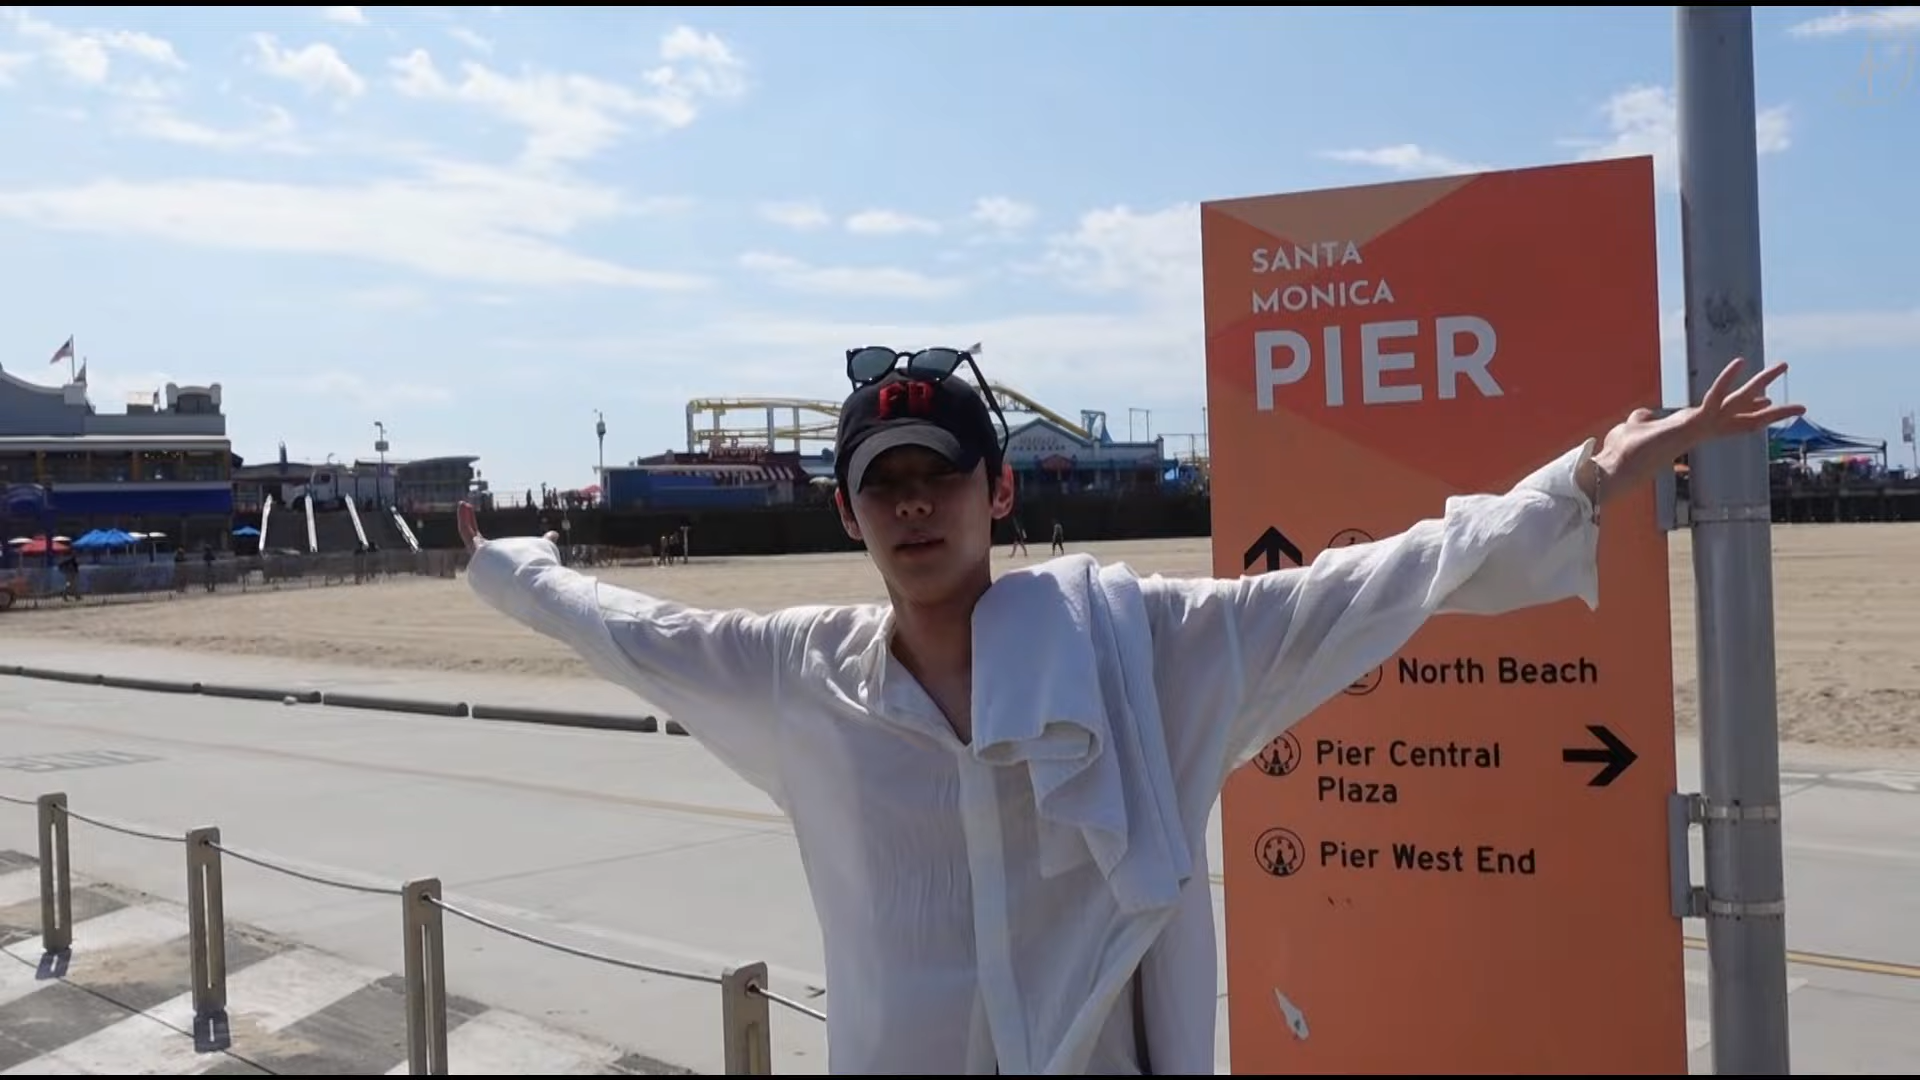 SANTA
MONICA
PIER
North Beach
Pier Central
Plaza
Pier West End